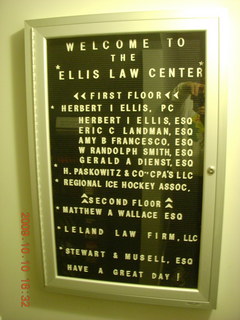 WELCOME TO
THE
* ELLIS LAW CENTER *
<< FIRST FLOOR <<
* HERBERT I ELLIS, PC
HERBERT I ELLIS, ESQ
ERIC C LANDMAN, ESQ
AMY B FRANCESCO, ESQ
W RANDOLPH SMITH, ESQ
GERALD A DIENST, ESQ
* H. PASKOWITZ & CO~CPA'S LLC
* REGIONAL ICE HOCKEY ASSOC.
SECOND FLOOR
* MATTHEW A WALLACE ESQ
* LELAND LAW FIRM, LLC
* STEWART & MUSELL, ESQ
HAVE A GREAT DAY!
2009.10.10 18:32